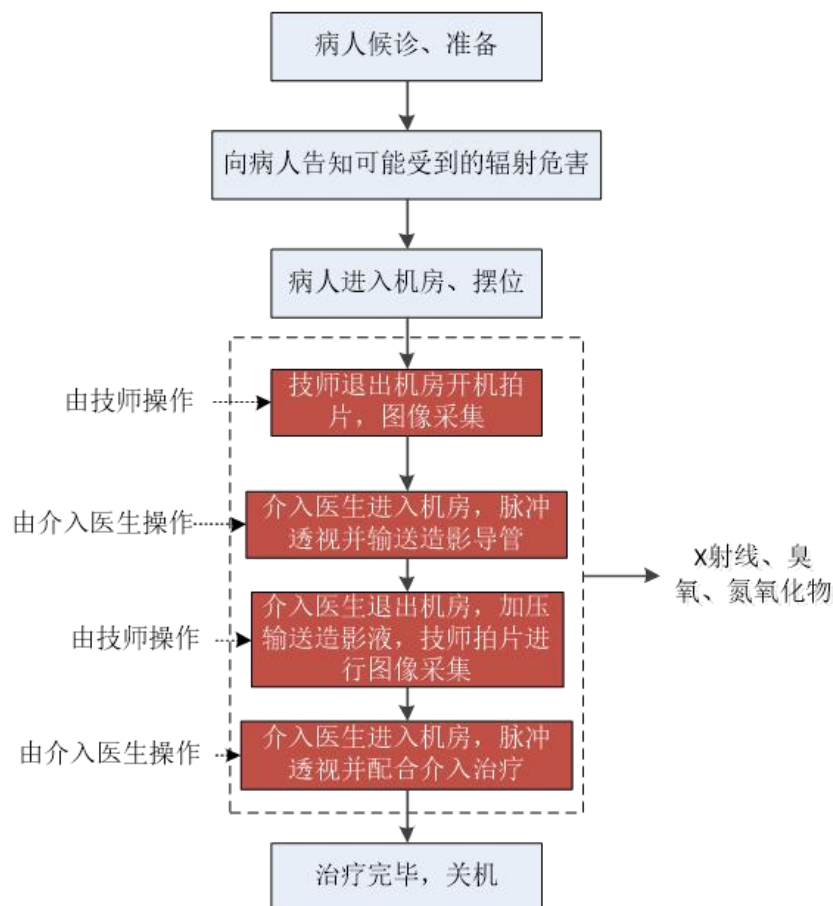 病人候诊、准备
向病人告知可能受到的辐射危害
病人进入机房、摆位
由技师操作
技师退出机房开机拍
片，图像采集
由介入医生操作
介入医生进入机房，脉冲
透视并输送造影导管
X射线、臭
氧、氮氧化物
由技师操作
介入医生退出机房，加压
输送造影液，技师拍片进
行图像采集
由介入医生操作
介入医生进入机房，脉冲
透视并配合介入治疗
治疗完毕，关机